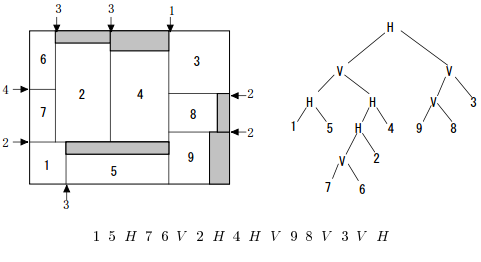 3 3 1
H
6 3
V V
2 4
4 2
H H V 3
8
7
1 5 H 4 9 8
2 2
9
V 2
1 5
7 6
3
1 5 H 7 6 V 2 H 4 H V 9 8 V 3 V H